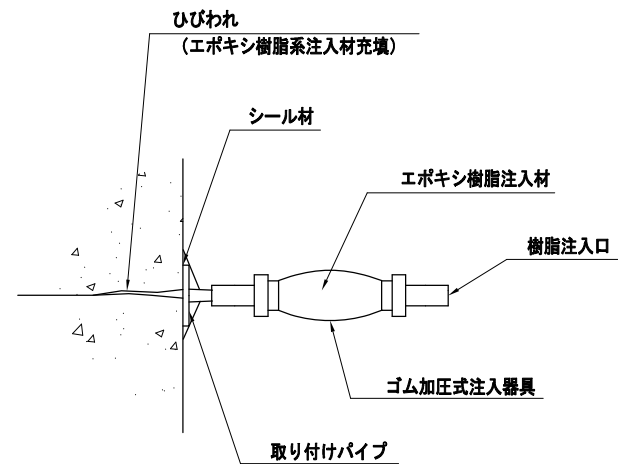 ひびわれ
（エポキシ樹脂系注入材充填）
シール材
エポキシ樹脂注入材
樹脂注入口
ゴム加圧式注入器具
取り付けパイプ